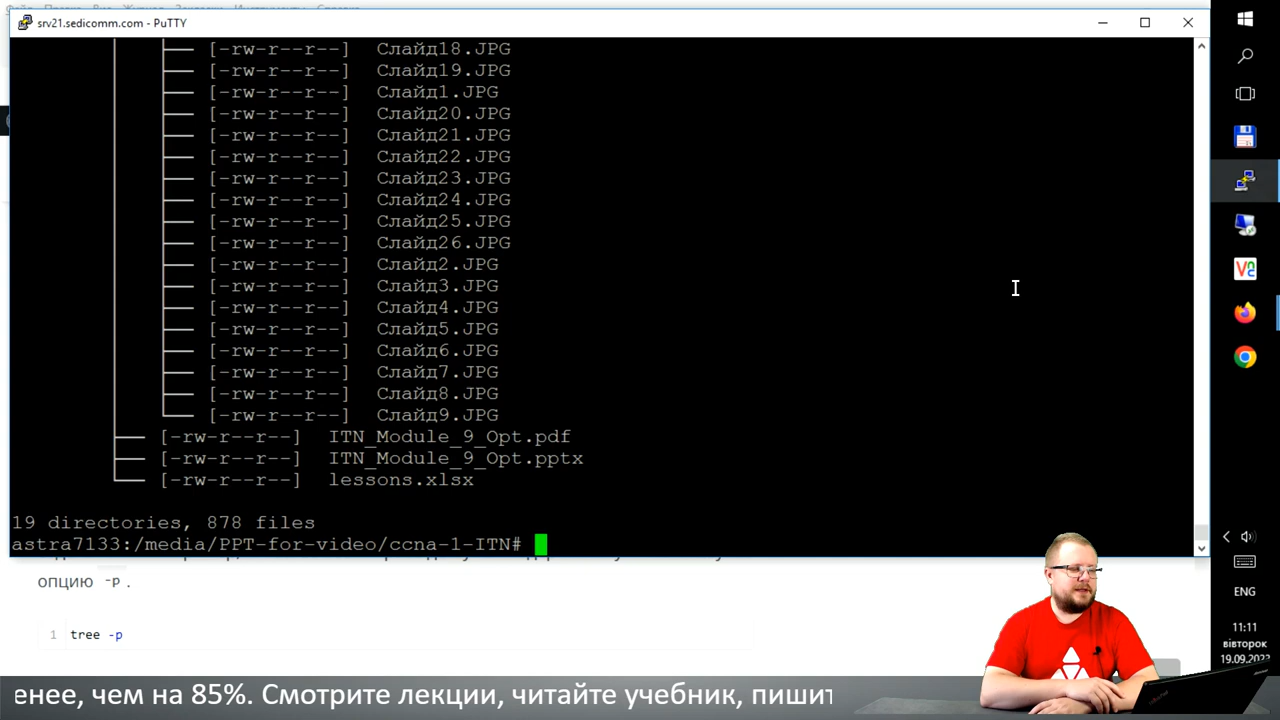 srv21.sedicomm.com - PuTTY
├── [-rw-r--r--] Слайд18.JPG
├── [-rw-r--r--] Слайд19.JPG
├── [-rw-r--r--] Слайд1.JPG
├── [-rw-r--r--] Слайд20.JPG
├── [-rw-r--r--] Слайд21.JPG
├── [-rw-r--r--] Слайд22.JPG
├── [-rw-r--r--] Слайд23.JPG
├── [-rw-r--r--] Слайд24.JPG
├── [-rw-r--r--] Слайд25.JPG
├── [-rw-r--r--] Слайд26.JPG
├── [-rw-r--r--] Слайд2.JPG
├── [-rw-r--r--] Слайд3.JPG
├── [-rw-r--r--] Слайд4.JPG
├── [-rw-r--r--] Слайд5.JPG
├── [-rw-r--r--] Слайд6.JPG
├── [-rw-r--r--] Слайд7.JPG
├── [-rw-r--r--] Слайд8.JPG
└── [-rw-r--r--] Слайд9.JPG
├── [-rw-r--r--] ITN_Module_9_Opt.pdf
├── [-rw-r--r--] ITN_Module_9_Opt.pptx
└── [-rw-r--r--] lessons.xlsx
19 directories, 878 files
astra7133:/media/PPT-for-video/ccna-1-ITN#
опцию -p .
1 tree -p
енее, чем на 85%. Смотрите лекции, читайте учебник, пишит
ENG
11:11
вівторок